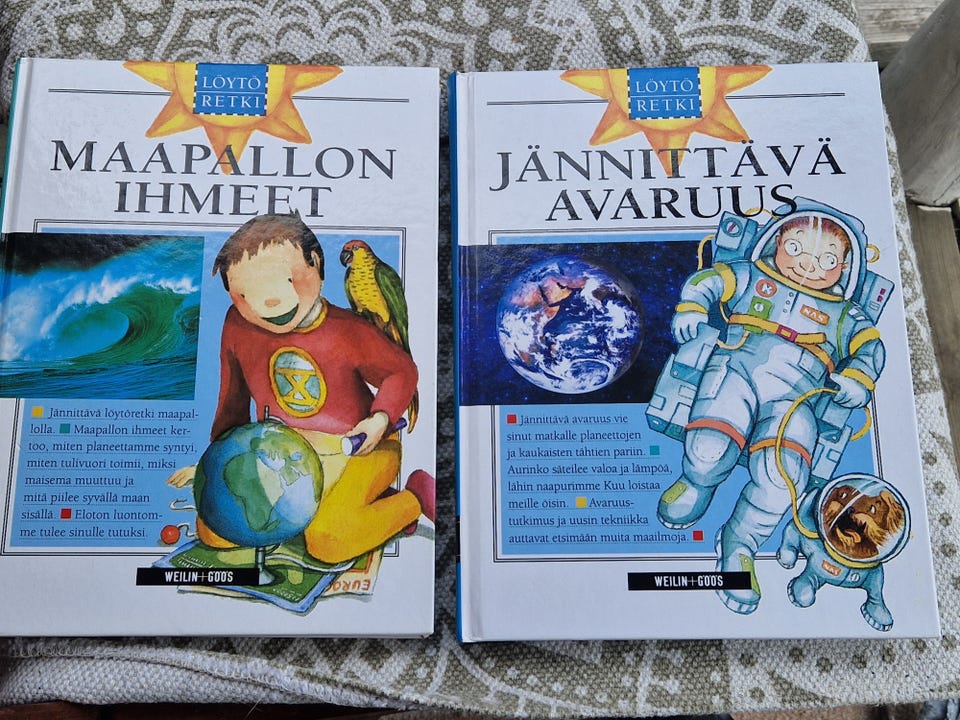 LÖYTÖ
RETKI
MAAPALLON
IHMEET
Jännittävä löytöretki maapal-
lolla. Maapallon ihmeet ker-
too, miten planeettamme syntyi,
miten tulivuori toimii, miksi
maisema muuttuu ja
mitä piilee syvällä maan
sisällä. Eloton luontom-
me tulee sinulle tutuksi.
EURO
WEILIN+GÖÖS
LÖYTÖ
RETKI
JÄNNITTÄVÄ
AVARUUS
NAS
Jännittävä avaruus vie
sinut matkalle planeettojen
ja kaukaisten tähtien pariin.
Aurinko säteilee valoa ja lämpöä,
lähin naapurimme Kuu loistaa
meille öisin. Avaruus-
tutkimus ja uusin tekniikka
auttavat etsimään muita maailmoja.
NAS
WEILIN+GÖÖS